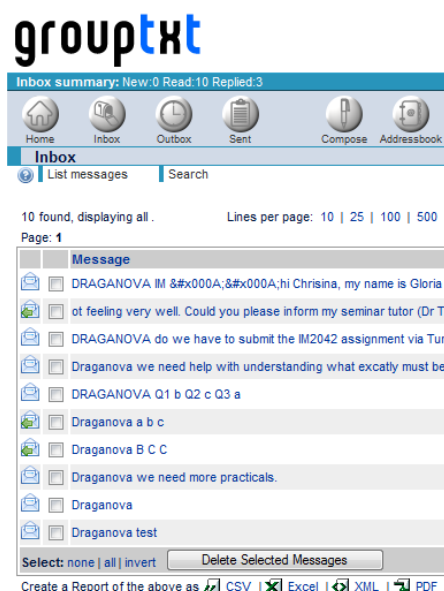 grouptxt
Inbox summary: New:0 Read:10 Replied:3
Home Inbox Outbox Sent Compose Addressbook
Inbox
List messages Search
10 found, displaying all . Lines per page: 10 | 25 | 100 | 500
Page: 1
Message
DRAGANOVA IM &#x000A;&#x000A;hi Chrisina, my name is Gloria
ot feeling very well. Could you please inform my seminar tutor (Dr T
DRAGANOVA do we have to submit the IM2042 assignment via Tur
Draganova we need help with understanding what excatly must be
DRAGANOVA Q1 b Q2 c Q3 a
Draganova a b c
Draganova B C C
Draganova we need more practicals.
Draganova
Draganova test
Select: none | all | invert Delete Selected Messages
Create a Report of the above as CSV | Excel | XML | PDF